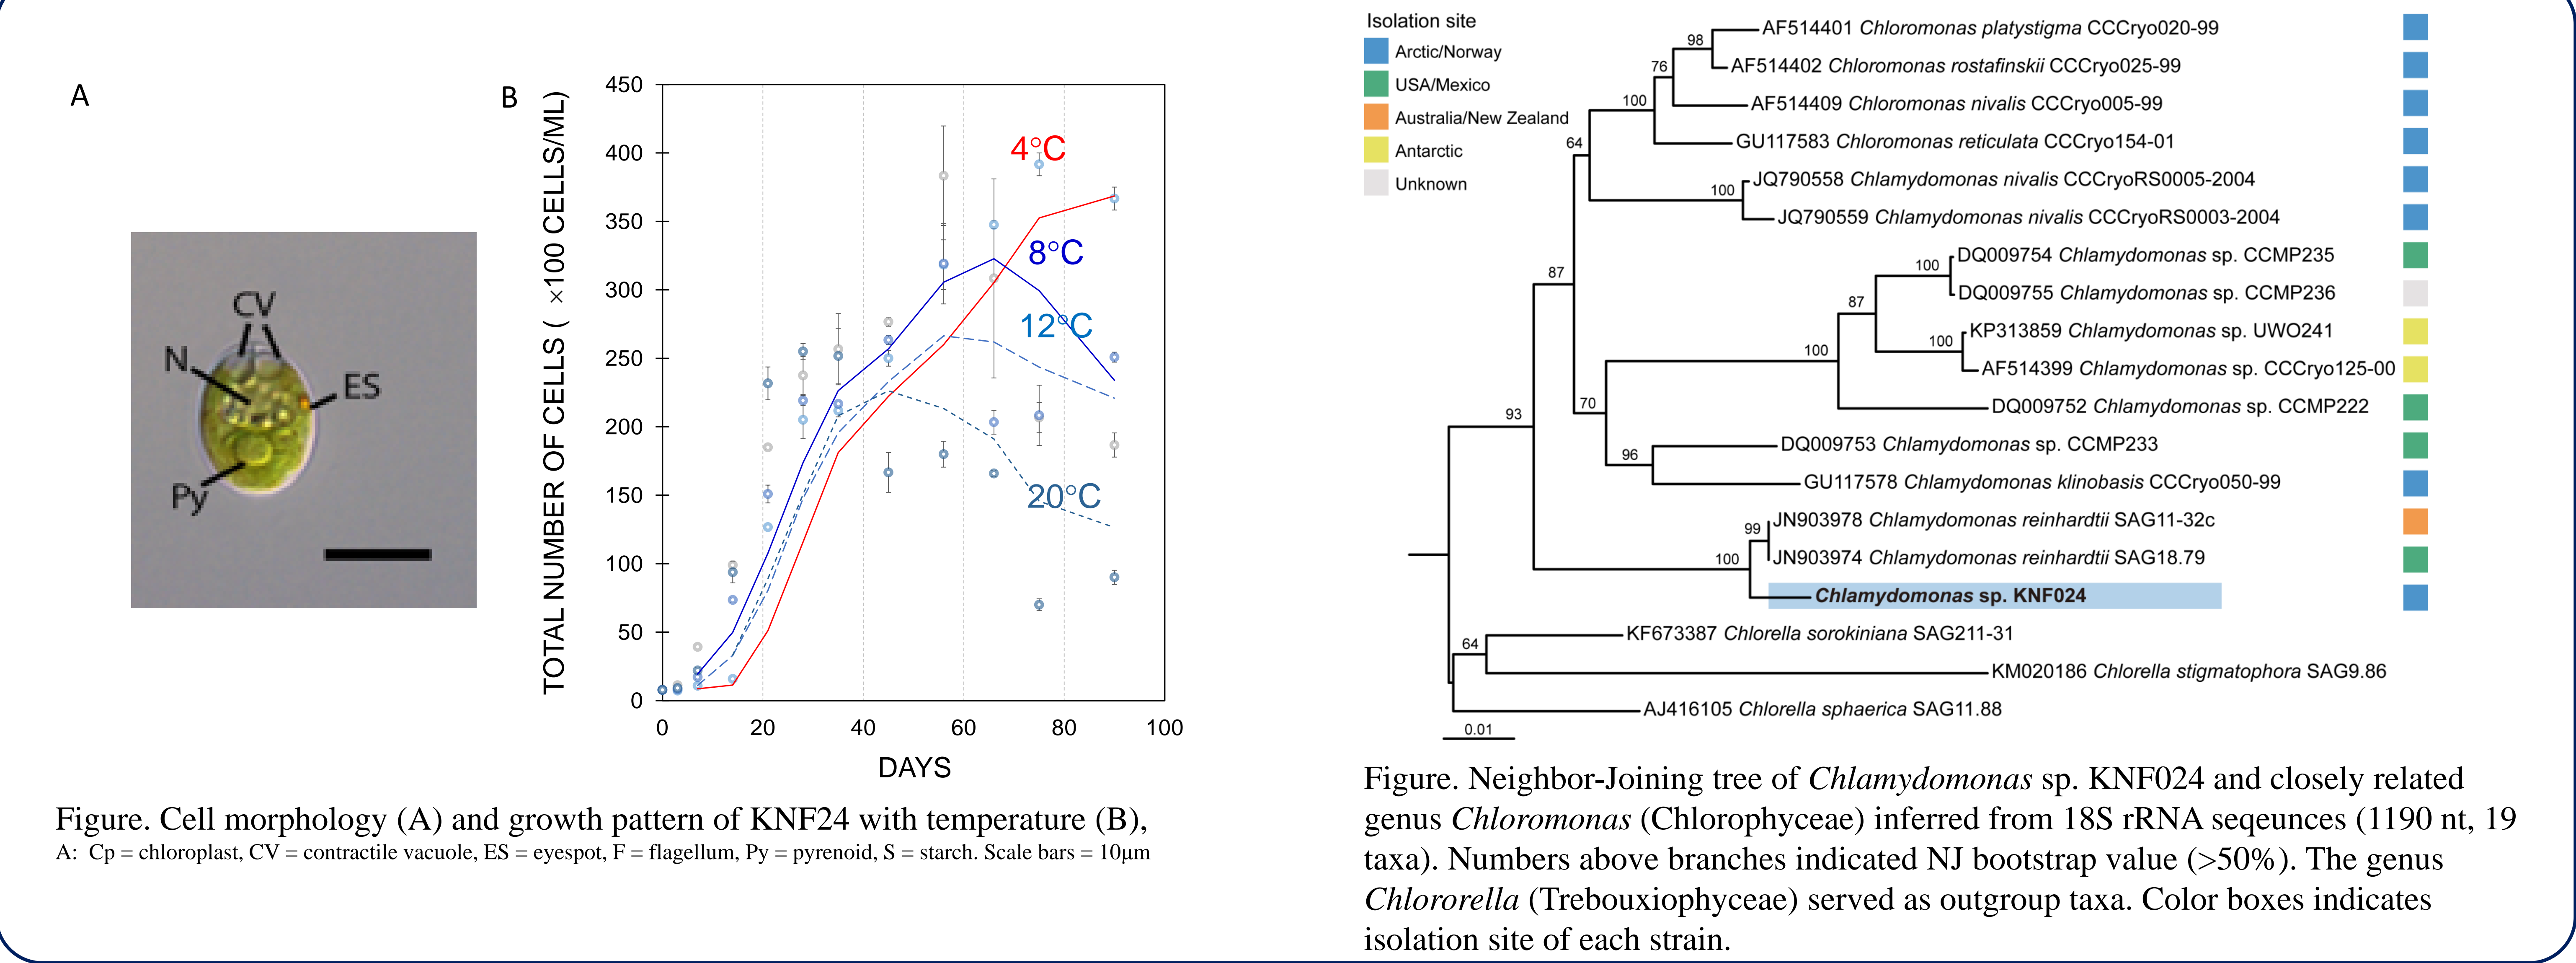 A
CV
N
ES
Py
B
TOTAL NUMBER OF CELLS ( ×100 CELLS/ML)
450
400
350
300
250
200
150
100
50
0
0
20
40
60
80
100
DAYS
4°C
8°C
12°C
20°C
Figure. Cell morphology (A) and growth pattern of KNF24 with temperature (B),
A: Cp = chloroplast, CV = contractile vacuole, ES = eyespot, F = flagellum, Py = pyrenoid, S = starch. Scale bars = 10μm
Isolation site
Arctic/Norway
USA/Mexico
Australia/New Zealand
Antarctic
Unknown
AF514401 Chloromonas platystigma CCCryo020-99
AF514402 Chloromonas rostafinskii CCCryo025-99
AF514409 Chloromonas nivalis CCCryo005-99
GU117583 Chloromonas reticulata CCCryo154-01
JQ790558 Chlamydomonas nivalis CCCryoRS0005-2004
JQ790559 Chlamydomonas nivalis CCCryoRS0003-2004
DQ009754 Chlamydomonas sp. CCMP235
DQ009755 Chlamydomonas sp. CCMP236
KP313859 Chlamydomonas sp. UWO241
AF514399 Chlamydomonas sp. CCCryo125-00
DQ009752 Chlamydomonas sp. CCMP222
DQ009753 Chlamydomonas sp. CCMP233
GU117578 Chlamydomonas klinobasis CCCryo050-99
JN903978 Chlamydomonas reinhardtii SAG11-32c
JN903974 Chlamydomonas reinhardtii SAG18.79
Chlamydomonas sp. KNF024
KF673387 Chlorella sorokiniana SAG211-31
KM020186 Chlorella stigmatophora SAG9.86
AJ416105 Chlorella sphaerica SAG11.88
98
76
100
64
100
87
100
87
100
100
70
93
96
99
100
64
0.01
Figure. Neighbor-Joining tree of Chlamydomonas sp. KNF024 and closely related
genus Chloromonas (Chlorophyceae) inferred from 18S rRNA seqeunces (1190 nt, 19
taxa). Numbers above branches indicated NJ bootstrap value (>50%). The genus
Chlororella (Trebouxiophyceae) served as outgroup taxa. Color boxes indicates
isolation site of each strain.